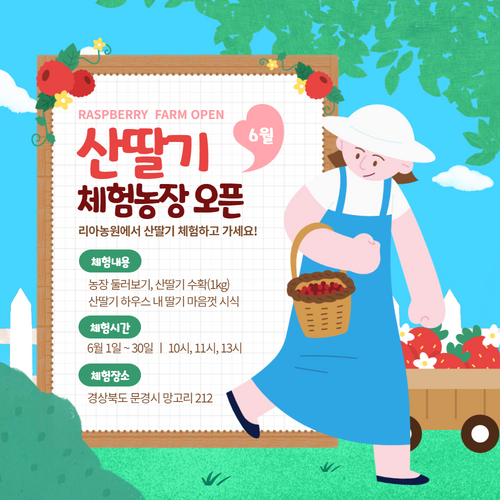 RASPBERRY FARM OPEN
산딸기
6월
체험농장 오픈
리아농원에서 산딸기 체험하고 가세요!
체험내용
농장 둘러보기, 산딸기 수확(1kg)
산딸기 하우스 내 딸기 마음껏 시식
체험시간
6월 1일 ~ 30일 ㅣ 10시, 11시, 13시
체험장소
경상북도 문경시 망고리 212